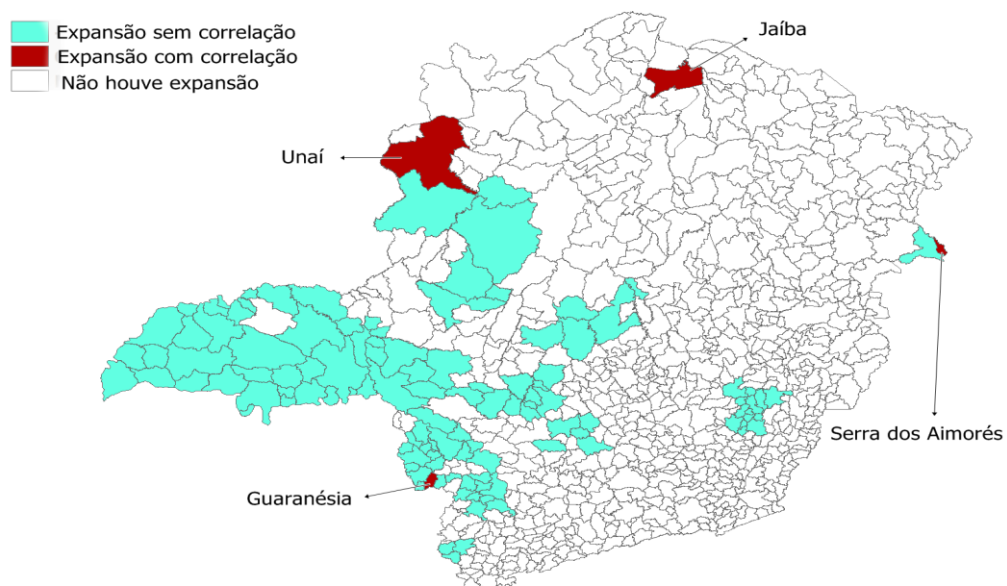 Expansão sem correlação
Expansão com correlação
Não houve expansão
Jaíba
Unaí
Serra dos Aimorés
Guaranésia